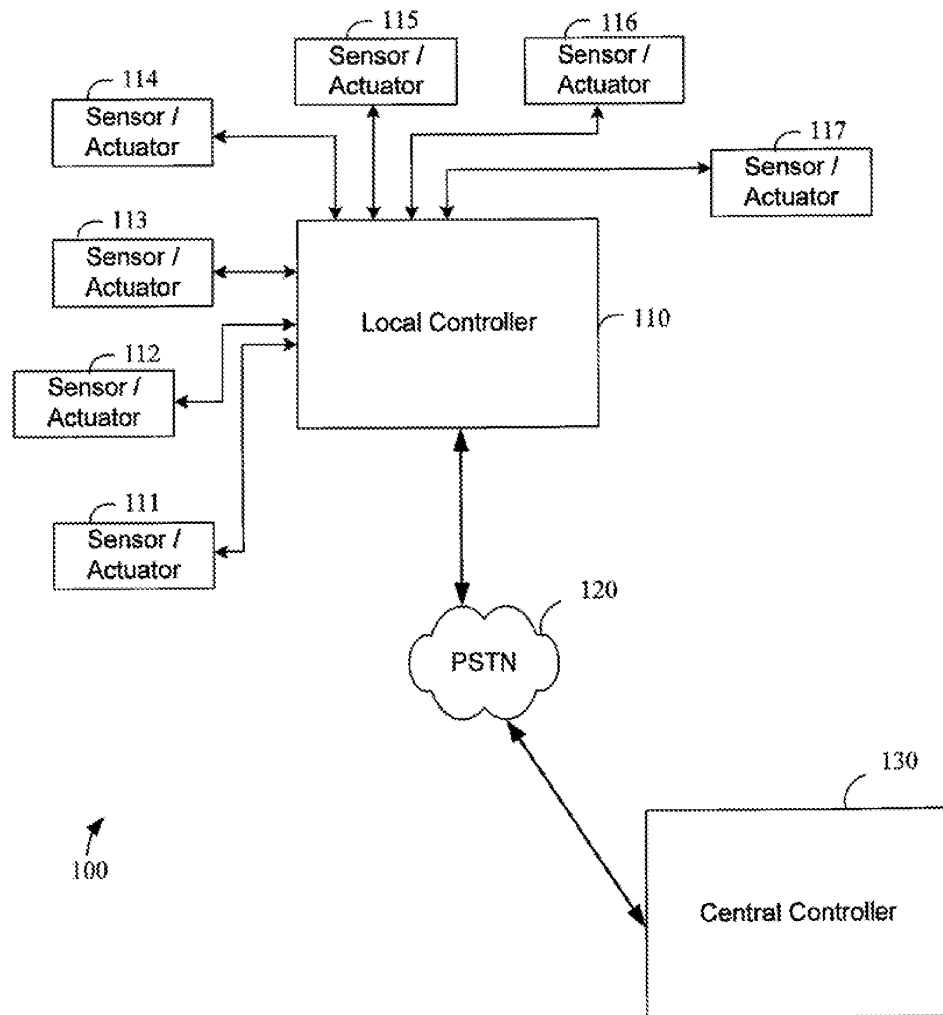 115
Sensor /
Actuator
116
Sensor /
Actuator
114
Sensor /
Actuator
117
Sensor /
Actuator
113
Sensor /
Actuator
Local Controller
110
112
Sensor /
Actuator
111
Sensor /
Actuator
120
PSTN
130
100
Central Controller